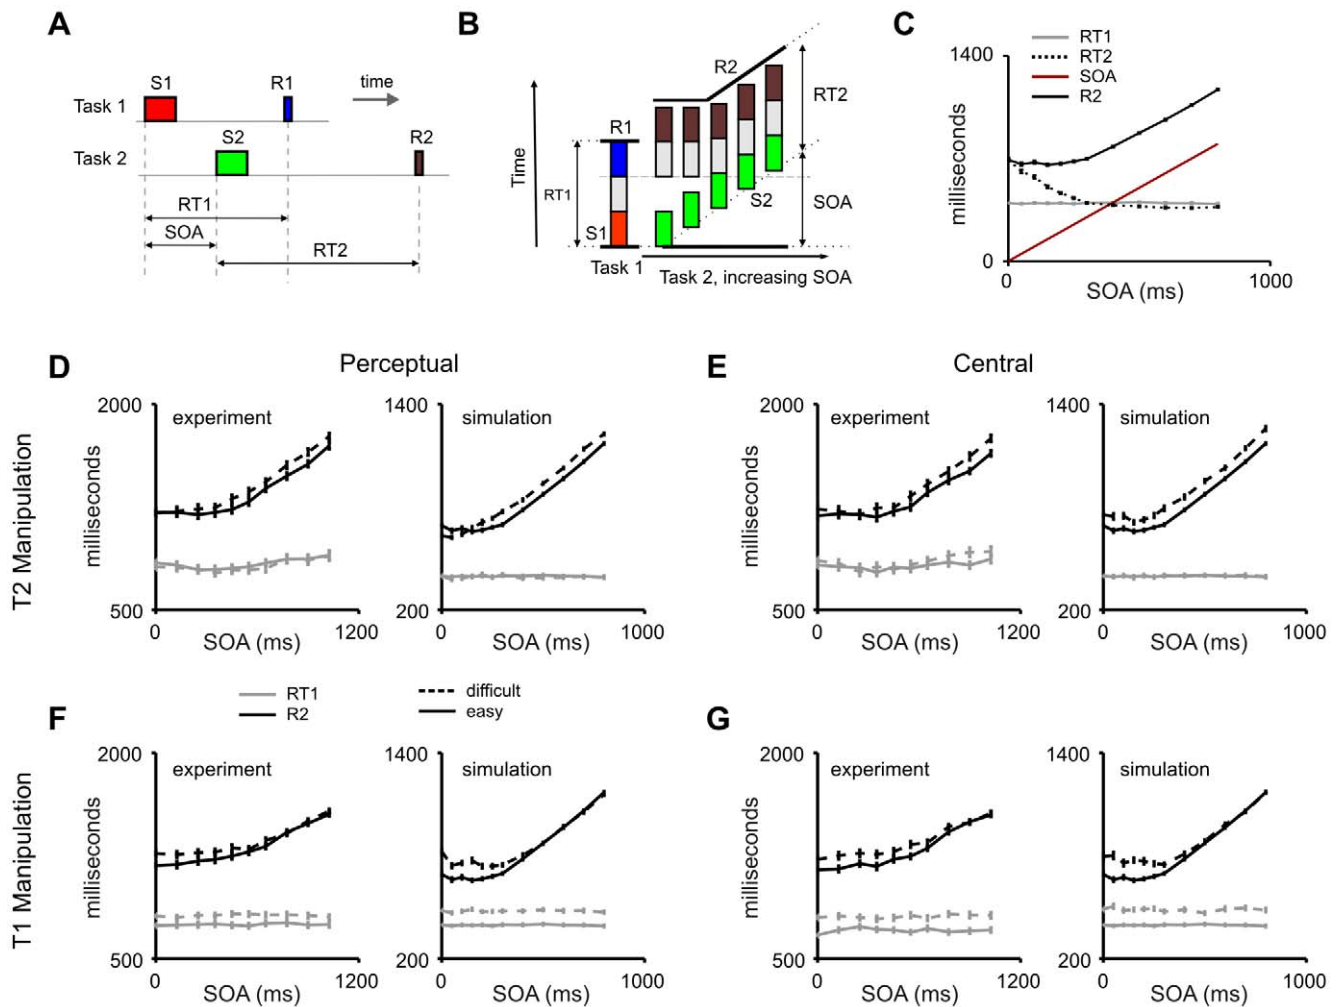 A
S1
R1
time
Task 1
S2
R2
Task 2
RT1
SOA
RT2
B
R2
RT2
R1
Time
RT1
S2
SOA
S1
Task 1
Task 2, increasing SOA
C
RT1
RT2
SOA
R2
1400
milliseconds
0
0
1000
SOA (ms)
Perceptual
Central
T2 Manipulation
D
2000
experiment
milliseconds
500
0
1200
SOA (ms)
1400
simulation
200
0
1000
SOA (ms)
E
2000
experiment
milliseconds
500
0
1200
SOA (ms)
1400
simulation
200
0
1000
SOA (ms)
RT1
R2
difficult
easy
T1 Manipulation
F
2000
experiment
milliseconds
500
0
1200
SOA (ms)
1400
simulation
200
0
1000
SOA (ms)
G
2000
experiment
milliseconds
500
0
1200
SOA (ms)
1400
simulation
200
0
1000
SOA (ms)